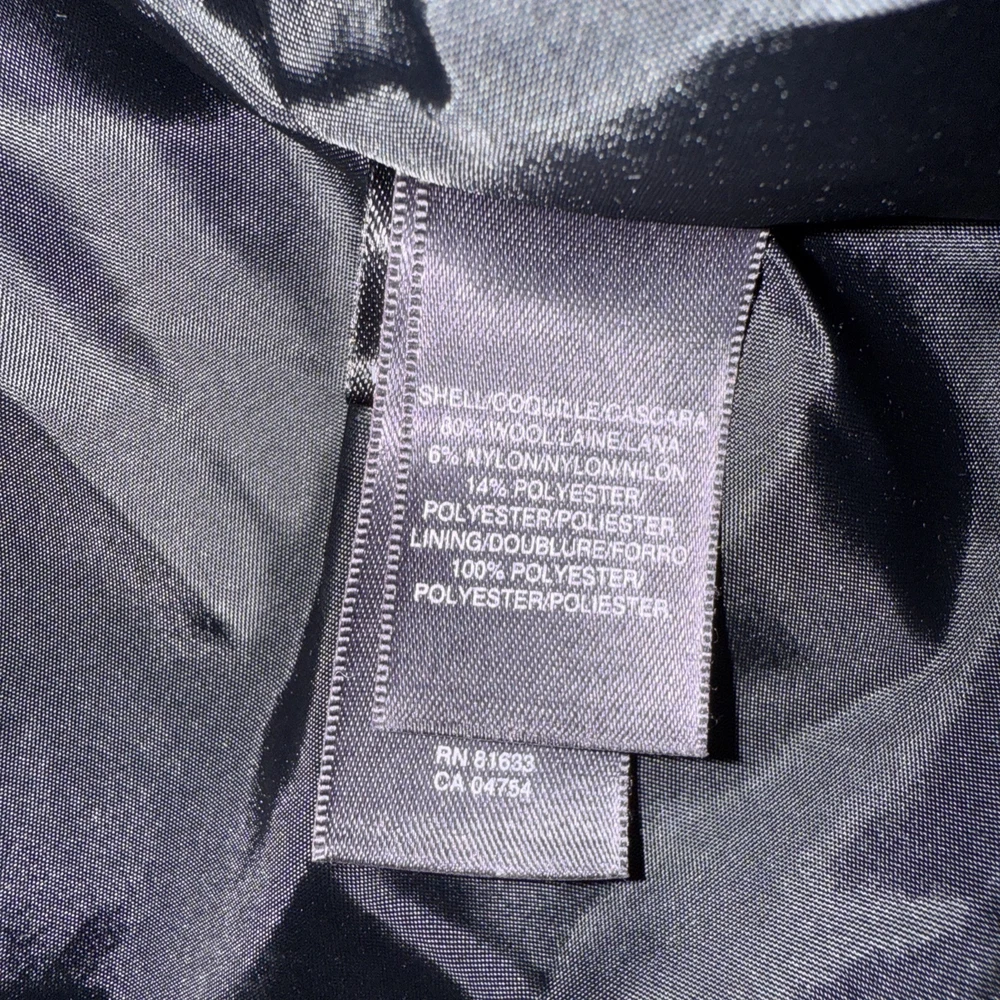 SHELL/COQUILLE/CASCARA
80% WOOL/LAINE/LANA
6% NYLON/NYLON/NILON
14% POLYESTER/
POLYESTER/POLIESTER
LINING/DOUBLURE/FORRO
100% POLYESTER/
POLYESTER/POLIESTER
RN 81633
CA 04754